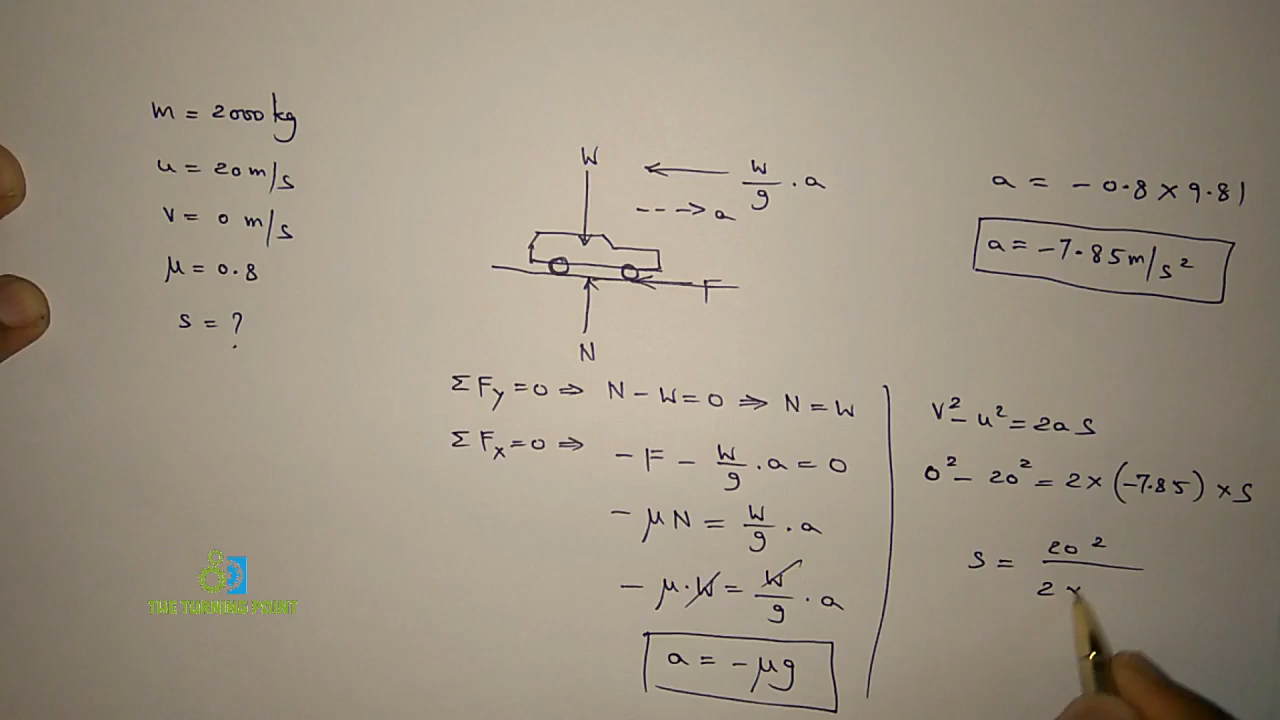 m = 2000 kg
u = 20 m/s
v = 0 m/s
μ = 0.8
s = ?
W
W/g . a
a
F
N
ΣFy = 0 ⇒ N – W = 0 ⇒ N = W
ΣFx = 0 ⇒ – F – W/g . a = 0
– μN = W/g . a
– μ . W = W/g . a
a = – μg
a = – 0.8 × 9.81
a = – 7.85 m/s²
v² – u² = 2as
0² – 20² = 2 × (–7.85) × s
s = 20² / 2 ×
THE TURNING POINT